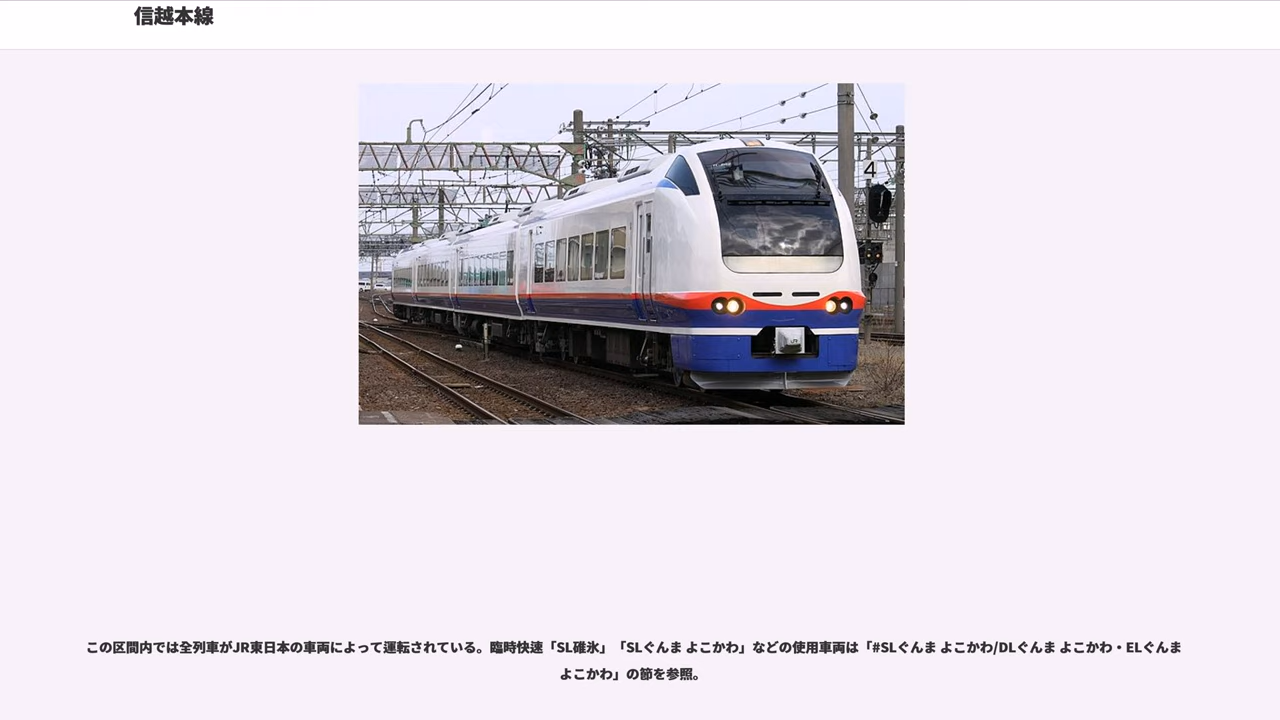 信越本線
4
この区間内では全列車がJR東日本の車両によって運転されている。臨時快速「SL碓氷」「SLぐんま よこかわ」などの使用車両は「#SLぐんま よこかわ/DLぐんま よこかわ・ELぐんま
よこかわ」の節を参照。